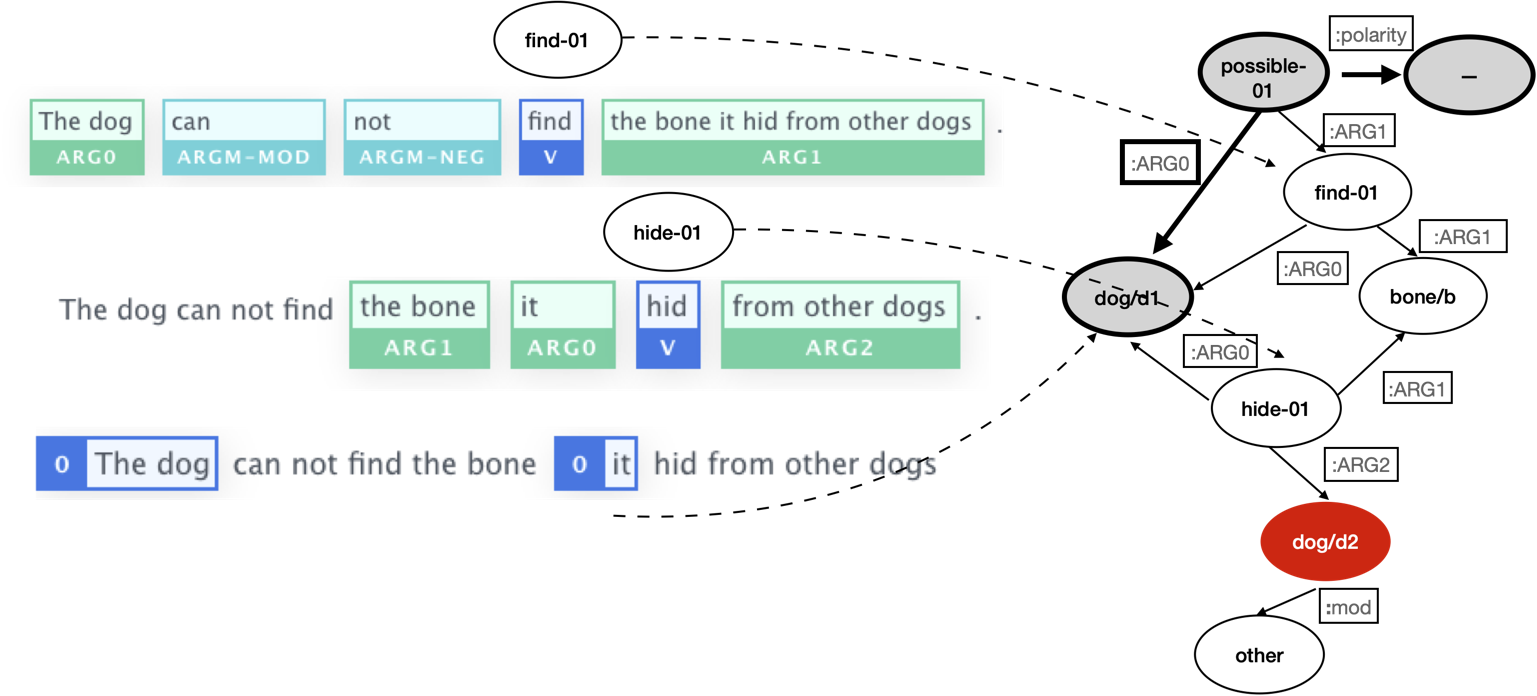 find-01
The dog can not find the bone it hid from other dogs .
ARG0 ARGM-MOD ARGM-NEG V ARG1
hide-01
The dog can not find the bone it hid from other dogs .
ARG1 ARG0 V ARG2
0 The dog can not find the bone 0 it hid from other dogs
possible-
01
:polarity
–
:ARG1
:ARG0
find-01
:ARG1
:ARG0
dog/d1
bone/b
:ARG0
:ARG1
hide-01
:ARG2
dog/d2
:mod
other